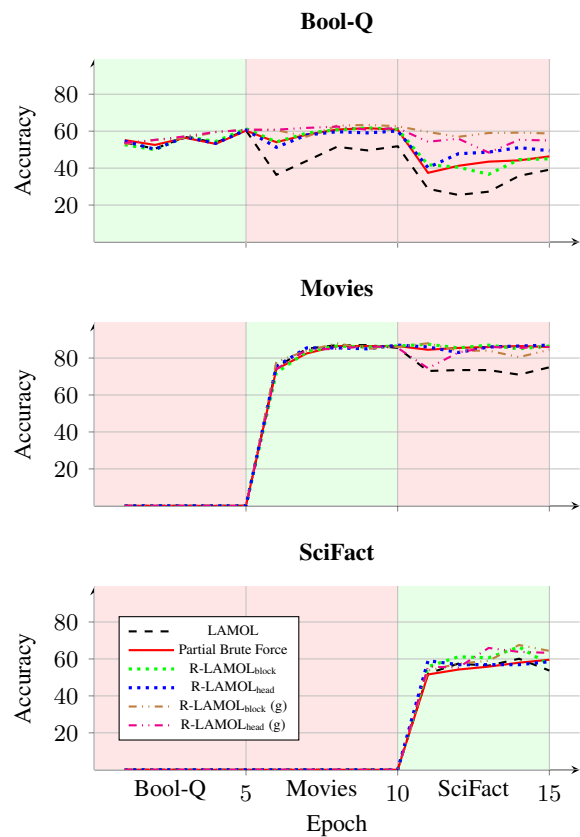 Bool-Q
80
60
40
20
Accuracy
Movies
80
60
40
20
Accuracy
SciFact
80
60
40
20
Accuracy
LAMOL
Partial Brute Force
R-LAMOLblock
R-LAMOLhead
R-LAMOLblock (g)
R-LAMOLhead (g)
Bool-Q 5 Movies 10 SciFact 15
Epoch